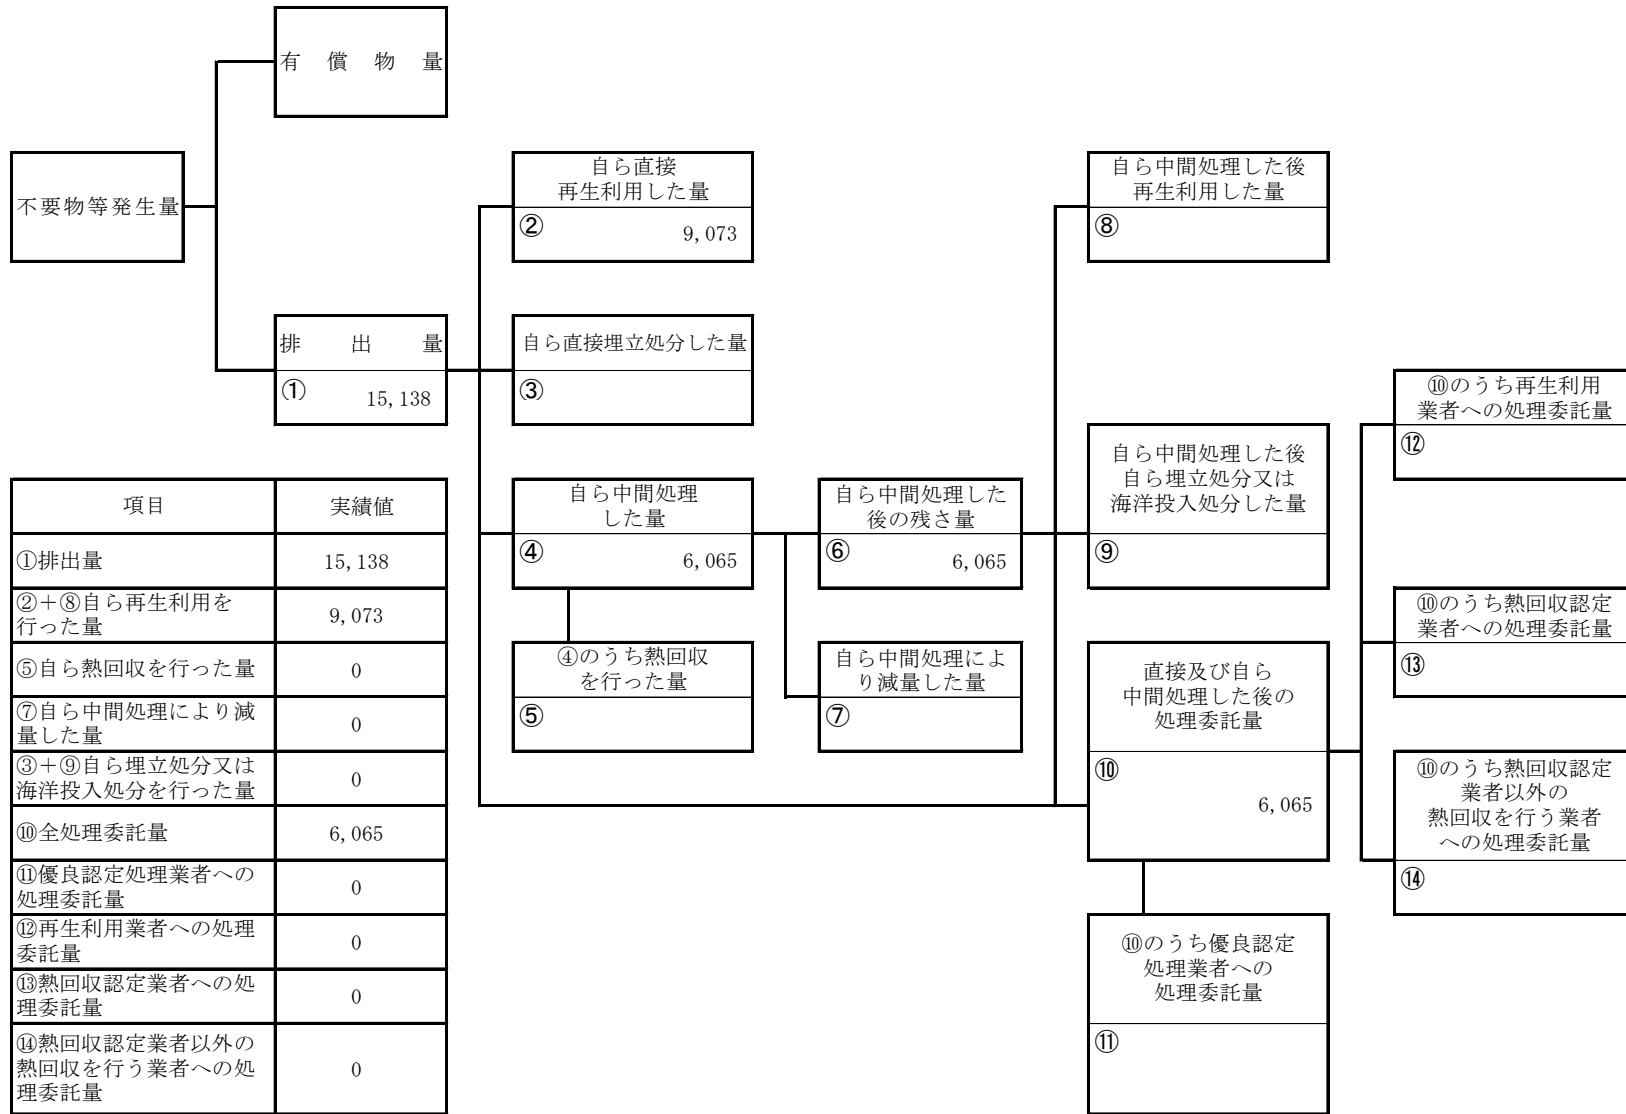 有償物量
不要物等発生量
排出量
① 15,138
自ら直接
再生利用した量
② 9,073
自ら直接埋立処分した量
③
自ら中間処理
した量
④ 6,065
④のうち熱回収
を行った量
⑤
自ら中間処理した
後の残さ量
⑥ 6,065
自ら中間処理によ
り減量した量
⑦
自ら中間処理した後
再生利用した量
⑧
自ら中間処理した後
自ら埋立処分又は
海洋投入処分した量
⑨
直接及び自ら
中間処理した後の
処理委託量
⑩
6,065
⑩のうち優良認定
処理業者への
処理委託量
⑪
⑩のうち再生利用
業者への処理委託量
⑫
⑩のうち熱回収認定
業者への処理委託量
⑬
⑩のうち熱回収認定
業者以外の
熱回収を行う業者
への処理委託量
⑭
項目 実績値
①排出量 15,138
②+⑧自ら再生利用を
行った量 9,073
⑤自ら熱回収を行った量 0
⑦自ら中間処理により減
量した量 0
③+⑨自ら埋立処分又は
海洋投入処分を行った量 0
⑩全処理委託量 6,065
⑪優良認定処理業者への
処理委託量 0
⑫再生利用業者への処理
委託量 0
⑬熱回収認定業者への処
理委託量 0
⑭熱回収認定業者以外の
熱回収を行う業者への処
理委託量 0